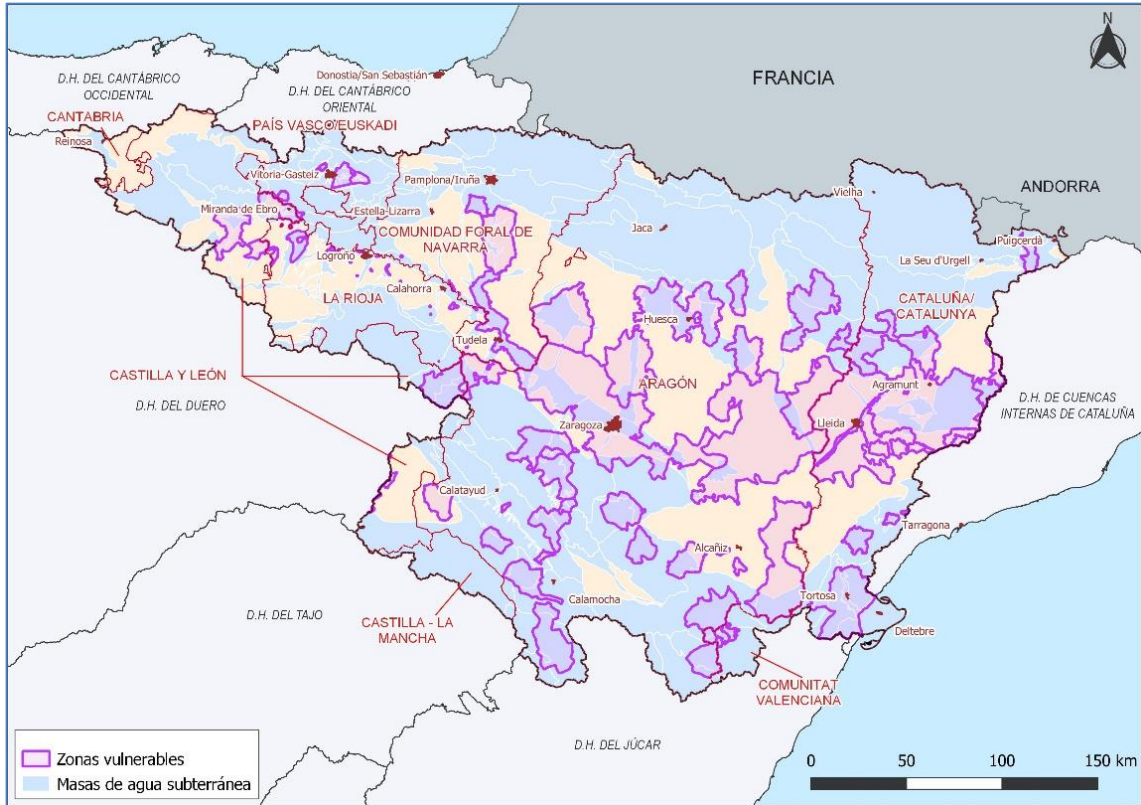 N
FRANCIA
D.H. DEL CANTÁBRICO
OCCIDENTAL
Donostia/San Sebastián
D.H. DEL CANTÁBRICO
ORIENTAL
CANTABRIA
PAÍS VASCO/EUSKADI
Reinosa
Vitoria-Gasteiz
Pamplona/Iruña
Vielha
ANDORRA
Miranda de Ebro
Estella-Lizarra
COMUNIDAD FORAL DE
NAVARRA
Jaca
Puigcerdà
La Seu d'Urgell
Logroño
LA RIOJA
Calahorra
CATALUÑA/
CATALUNYA
Huesca
Tudela
CASTILLA Y LEÓN
ARAGÓN
Agramunt
D.H. DEL DUERO
D.H. DE CUENCAS
INTERNAS DE CATALUÑA
Zaragoza
Lleida
Calatayud
Tarragona
Alcañiz
D.H. DEL TAJO
CASTILLA - LA
MANCHA
Calamocha
Tortosa
Deltebre
COMUNITAT
VALENCIANA
D.H. DEL JÚCAR
Zonas vulnerables
Masas de agua subterránea
0 50 100 150 km